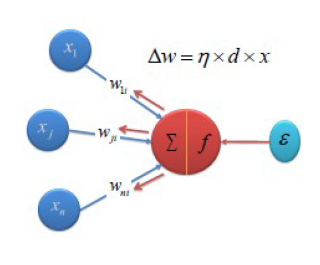 x₁
Δw = η × d × x
w₁ᵢ
xⱼ
wⱼᵢ
Σ f
ε
wₙᵢ
xₙ